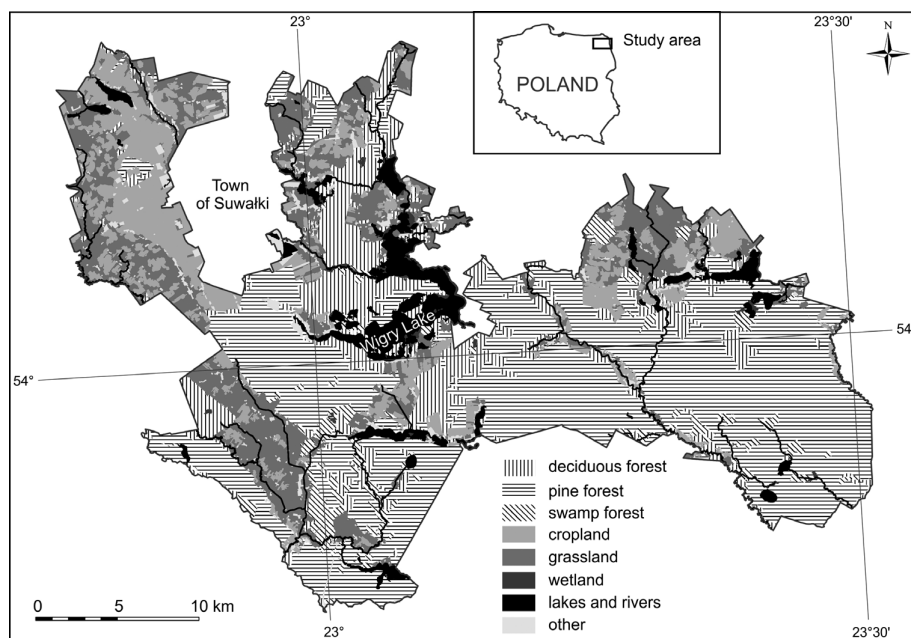 23°
23°30'
Study area
POLAND
Town
of Suwałki
Wigry Lake
54°
54°
deciduous forest
pine forest
swamp forest
cropland
grassland
wetland
lakes and rivers
other
0 5 10 km
23°
23°30'